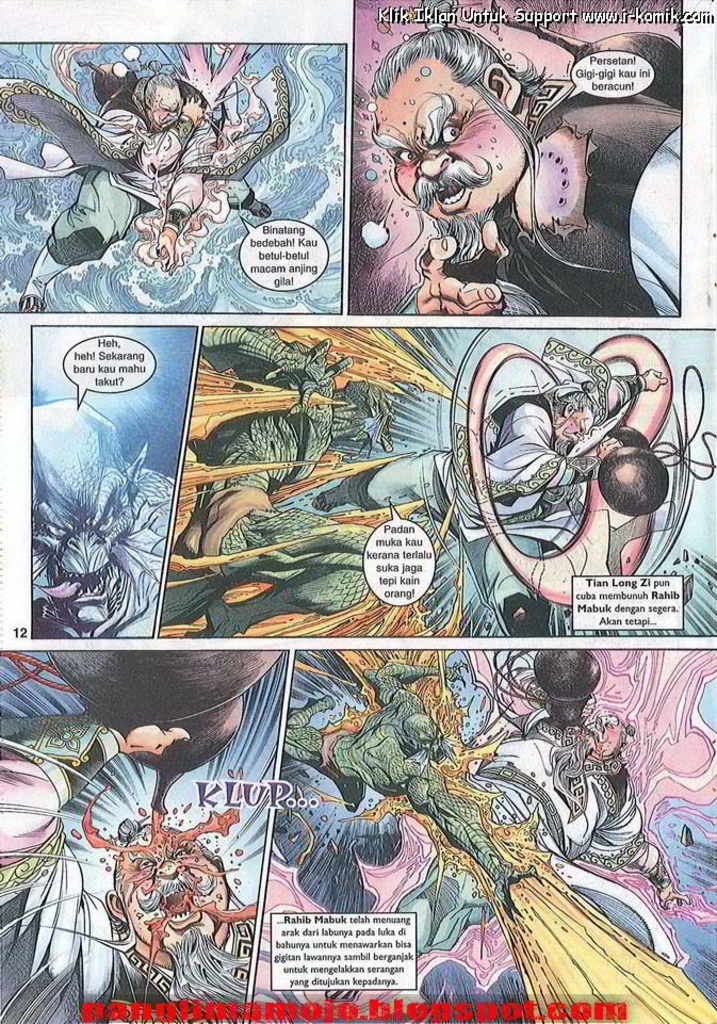 Klik Iklan Untuk Support www.i-komik.com
Binatang
bedebah! Kau
betul-betul
macam anjing
gila!
Persetan!
Gigi-gigi kau ini
beracun!
Heh,
heh! Sekarang
baru kau mahu
takut?
Padan
muka kau
kerana terlalu
suka jaga
tepi kain
orang!
Tian Long Zi pun
cuba membunuh Rahib
Mabuk dengan segera.
Akan tetapi...
12
KLUP...
...Rahib Mabuk telah menuang
arak dari labunya pada luka di
bahunya untuk menawarkan bisa
gigitan lawannya sambil berganjak
untuk mengelakkan serangan
yang ditujukan kepadanya.
panglimamojo.blogspot.com